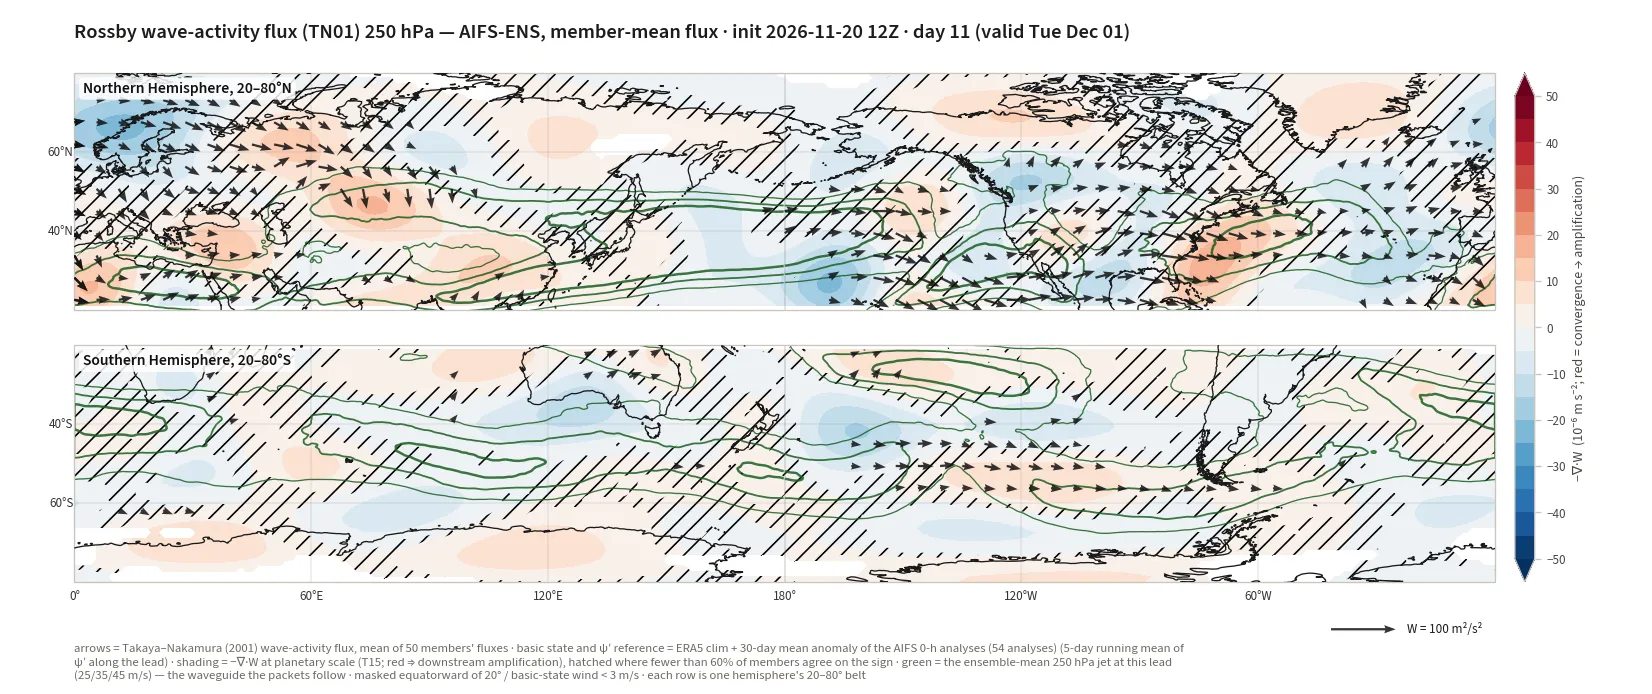 Rossby wave-activity flux (TN01) 250 hPa — AIFS-ENS, member-mean flux · init 2026-11-20 12Z · day 11 (valid Tue Dec 01)
Northern Hemisphere, 20–80°N
60°N
40°N
Southern Hemisphere, 20–80°S
40°S
60°S
0°
60°E
120°E
180°
120°W
60°W
50
40
30
20
10
0
−10
−20
−30
−40
−50
−∇·W (10⁻⁶ m s⁻²; red = convergence → amplification)
W = 100 m²/s²
arrows = Takaya–Nakamura (2001) wave-activity flux, mean of 50 members' fluxes · basic state and ψ' reference = ERA5 clim + 30-day mean anomaly of the AIFS 0-h analyses (54 analyses) (5-day running mean of
ψ' along the lead) · shading = −∇·W at planetary scale (T15; red ⇒ downstream amplification), hatched where fewer than 60% of members agree on the sign · green = the ensemble-mean 250 hPa jet at this lead
(25/35/45 m/s) — the waveguide the packets follow · masked equatorward of 20° / basic-state wind < 3 m/s · each row is one hemisphere's 20–80° belt